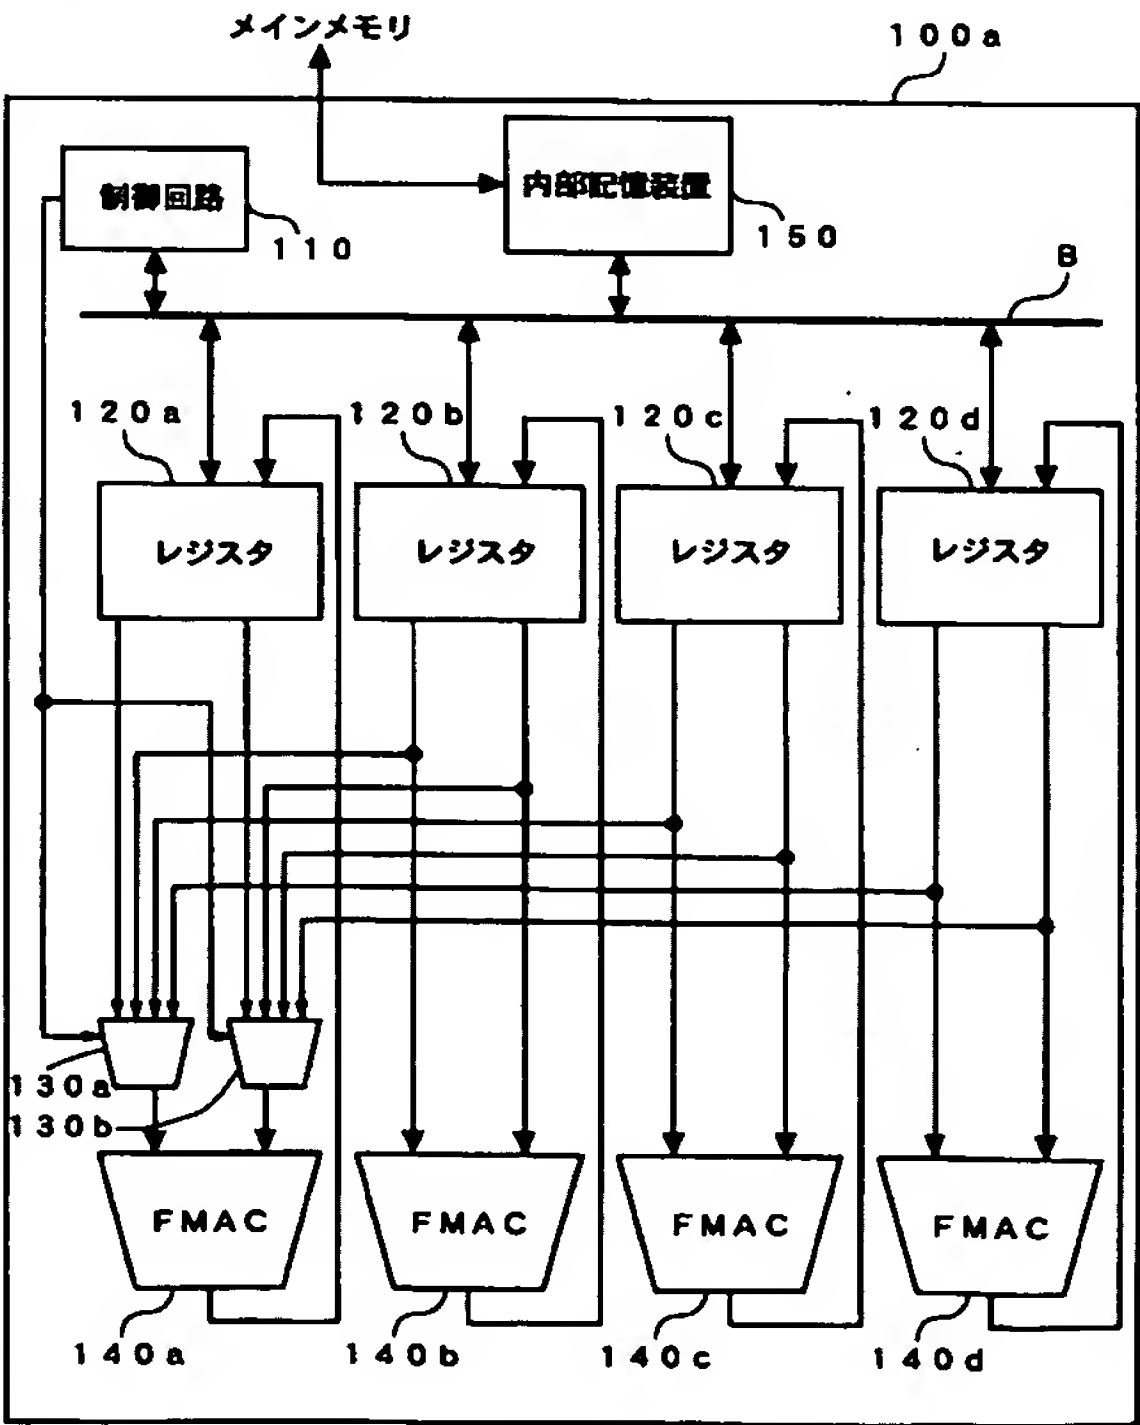 メインメモリ
１００ａ
制御回路
１１０
内部記憶装置
１５０
Ｂ
１２０ａ
１２０ｂ
１２０ｃ
１２０ｄ
レジスタ
レジスタ
レジスタ
レジスタ
１３０ａ
１３０ｂ
ＦＭＡＣ
ＦＭＡＣ
ＦＭＡＣ
ＦＭＡＣ
１４０ａ
１４０ｂ
１４０ｃ
１４０ｄ